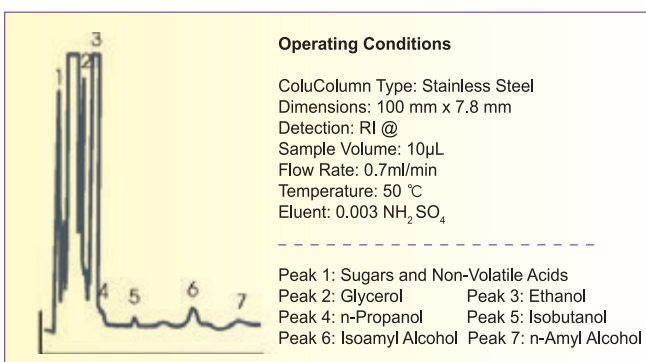 3
1
2
4
5
6
7
Operating Conditions
ColuColumn Type: Stainless Steel
Dimensions: 100 mm x 7.8 mm
Detection: RI @
Sample Volume: 10µL
Flow Rate: 0.7ml/min
Temperature: 50 ℃
Eluent: 0.003 NH₂SO₄
Peak 1: Sugars and Non-Volatile Acids
Peak 2: Glycerol Peak 3: Ethanol
Peak 4: n-Propanol Peak 5: Isobutanol
Peak 6: Isoamyl Alcohol Peak 7: n-Amyl Alcohol